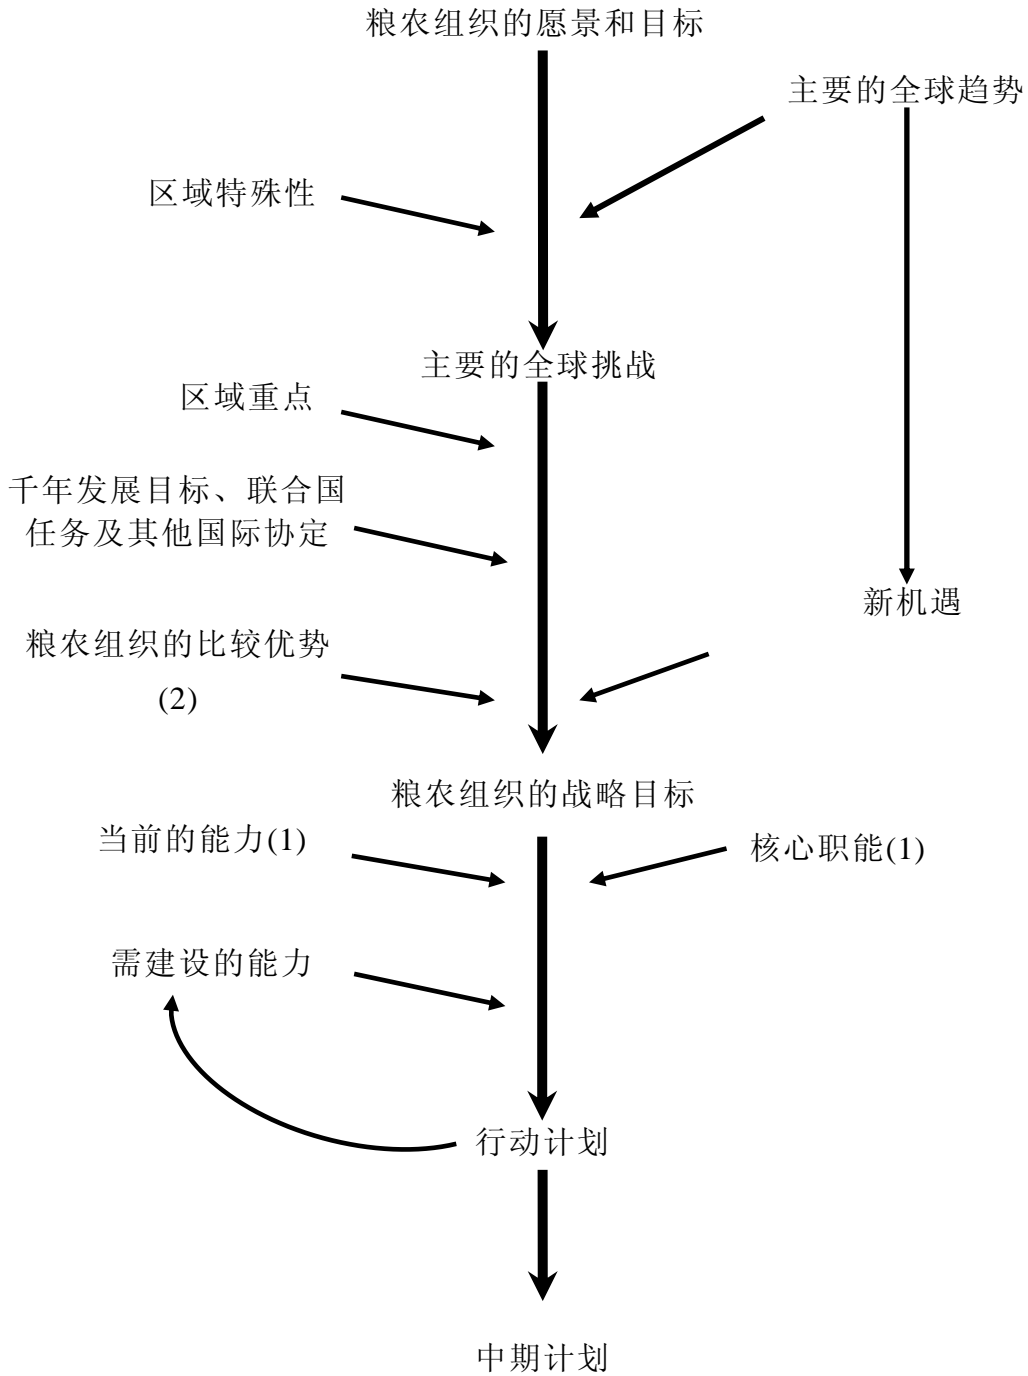 粮农组织的愿景和目标
主要的全球趋势
区域特殊性
主要的全球挑战
区域重点
千年发展目标、联合国
任务及其他国际协定
新机遇
粮农组织的比较优势
(2)
粮农组织的战略目标
当前的能力(1)
核心职能(1)
需建设的能力
行动计划
中期计划